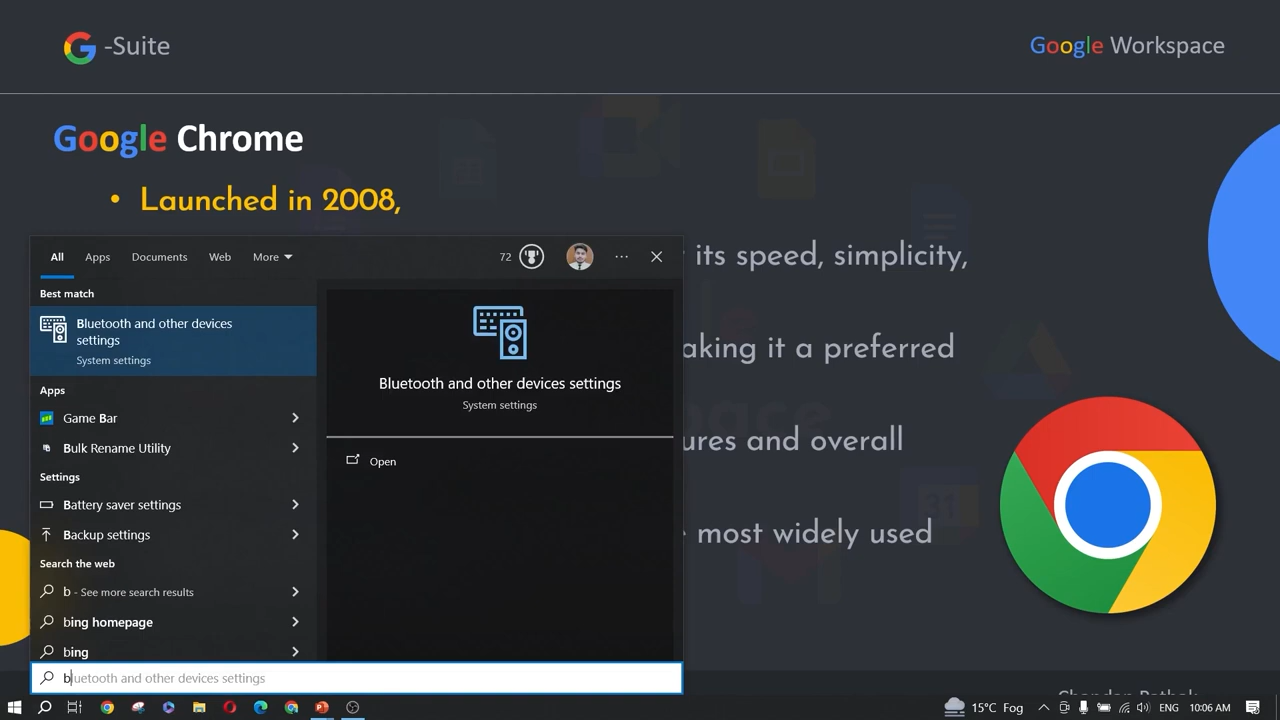 -Suite
Google Workspace
Google Chrome
• Launched in 2008,
its speed, simplicity,
aking it a preferred
ures and overall
most widely used
All Apps Documents Web More 72 ...
Best match
Bluetooth and other devices
settings
System settings
Apps
Game Bar
Bulk Rename Utility
Settings
Battery saver settings
Backup settings
Search the web
b - See more search results
bing homepage
bing
Bluetooth and other devices settings
System settings
Open
bluetooth and other devices settings
15°C Fog
ENG
10:06 AM